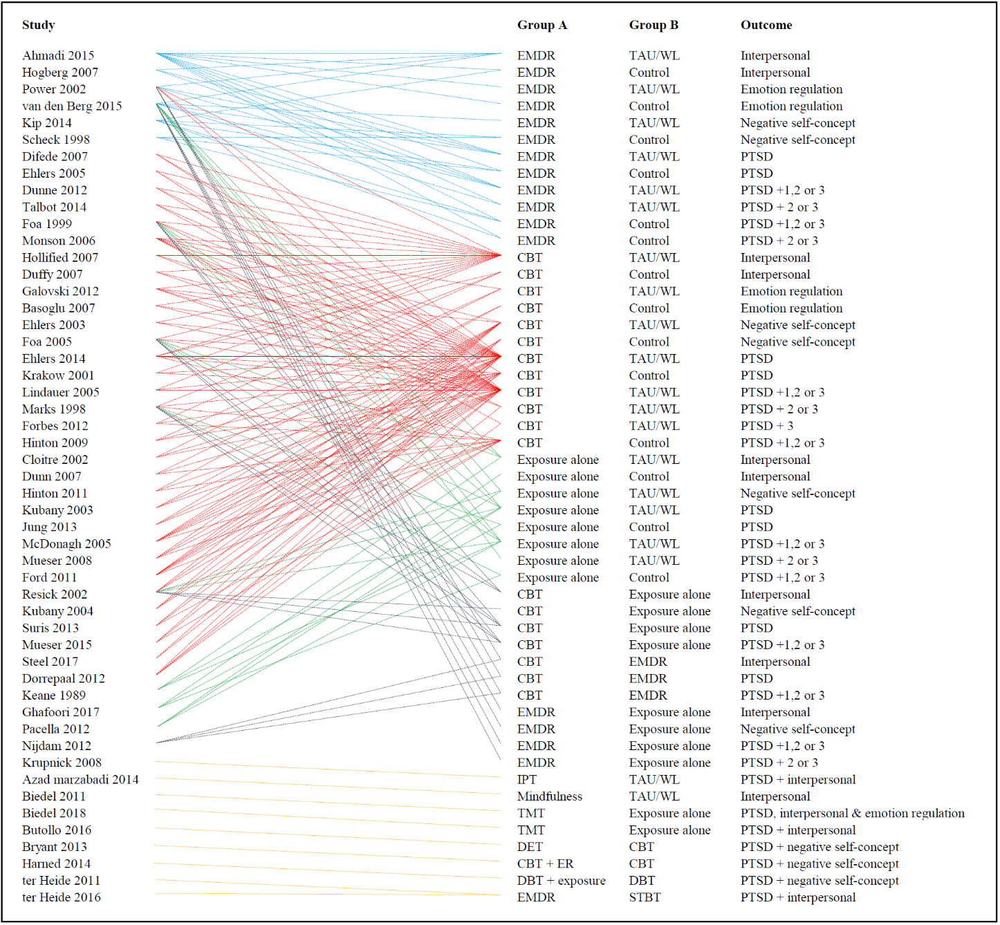 Study Group A Group B Outcome
Ahmadi 2015 EMDR TAU/WL Interpersonal
Hogberg 2007 EMDR Control Interpersonal
Power 2002 EMDR TAU/WL Emotion regulation
van den Berg 2015 EMDR Control Emotion regulation
Kip 2014 EMDR TAU/WL Negative self-concept
Scheck 1998 EMDR Control Negative self-concept
Difede 2007 EMDR TAU/WL PTSD
Ehlers 2005 EMDR Control PTSD
Dunne 2012 EMDR TAU/WL PTSD +1,2 or 3
Talbot 2014 EMDR TAU/WL PTSD + 2 or 3
Foa 1999 EMDR Control PTSD +1,2 or 3
Monson 2006 EMDR Control PTSD + 2 or 3
Hollified 2007 CBT TAU/WL Interpersonal
Duffy 2007 CBT Control Interpersonal
Galovski 2012 CBT TAU/WL Emotion regulation
Basoglu 2007 CBT Control Emotion regulation
Ehlers 2003 CBT TAU/WL Negative self-concept
Foa 2005 CBT Control Negative self-concept
Ehlers 2014 CBT TAU/WL PTSD
Krakow 2001 CBT Control PTSD
Lindauer 2005 CBT TAU/WL PTSD +1,2 or 3
Marks 1998 CBT TAU/WL PTSD + 2 or 3
Forbes 2012 CBT TAU/WL PTSD + 3
Hinton 2009 CBT Control PTSD +1,2 or 3
Cloitre 2002 Exposure alone TAU/WL Interpersonal
Dunn 2007 Exposure alone Control Interpersonal
Hinton 2011 Exposure alone TAU/WL Negative self-concept
Kubany 2003 Exposure alone TAU/WL PTSD
Jung 2013 Exposure alone Control PTSD
McDonagh 2005 Exposure alone TAU/WL PTSD +1,2 or 3
Mueser 2008 Exposure alone TAU/WL PTSD + 2 or 3
Ford 2011 Exposure alone Control PTSD +1,2 or 3
Resick 2002 CBT Exposure alone Interpersonal
Kubany 2004 CBT Exposure alone Negative self-concept
Suris 2013 CBT Exposure alone PTSD
Mueser 2015 CBT Exposure alone PTSD +1,2 or 3
Steel 2017 CBT EMDR Interpersonal
Dorrepaal 2012 CBT EMDR PTSD
Keane 1989 CBT EMDR PTSD +1,2 or 3
Ghafoori 2017 EMDR Exposure alone Interpersonal
Pacella 2012 EMDR Exposure alone Negative self-concept
Nijdam 2012 EMDR Exposure alone PTSD +1,2 or 3
Krupnick 2008 EMDR Exposure alone PTSD + 2 or 3
Azad marzabadi 2014 IPT TAU/WL PTSD + interpersonal
Biedel 2011 Mindfulness TAU/WL Interpersonal
Biedel 2018 TMT Exposure alone PTSD, interpersonal & emotion regulation
Butollo 2016 TMT Exposure alone PTSD + interpersonal
Bryant 2013 DET CBT PTSD + negative self-concept
Harned 2014 CBT + ER CBT PTSD + negative self-concept
ter Heide 2011 DBT + exposure DBT PTSD + negative self-concept
ter Heide 2016 EMDR STBT PTSD + interpersonal